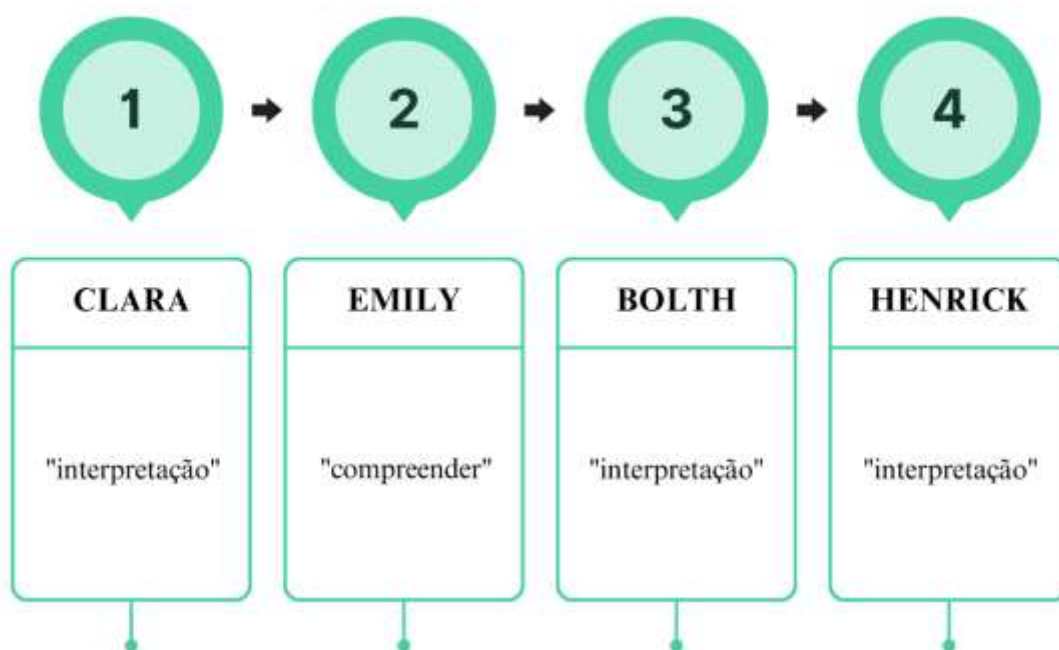 1
2
3
4
CLARA
EMILY
BOLTH
HENRICK
"interpretação"
"compreender"
"interpretação"
"interpretação"